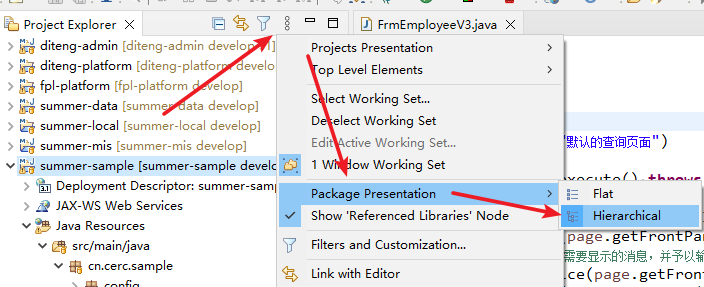 Project Explorer
FrmEmployeeV3.java
diteng-admin [diteng-admin develop ↑1]
diteng-platform [diteng-platform develop]
fpl-platform [fpl-platform develop]
summer-data [summer-data develop]
summer-local [summer-local develop]
summer-mis [summer-mis develop]
summer-sample [summer-sample develo
Deployment Descriptor: summer-samp
JAX-WS Web Services
Java Resources
src/main/java
cn.cerc.sample
config
Projects Presentation
Top Level Elements
Select Working Set...
Deselect Working Set
Edit Active Working Set...
1 Window Working Set
Package Presentation
Show 'Referenced Libraries' Node
Filters and Customization...
Link with Editor
Flat
Hierarchical
"默认的查询页面")
execute() throws
(page.getFrontPan
需要显示的消息，并予以输
ice(page.getFront